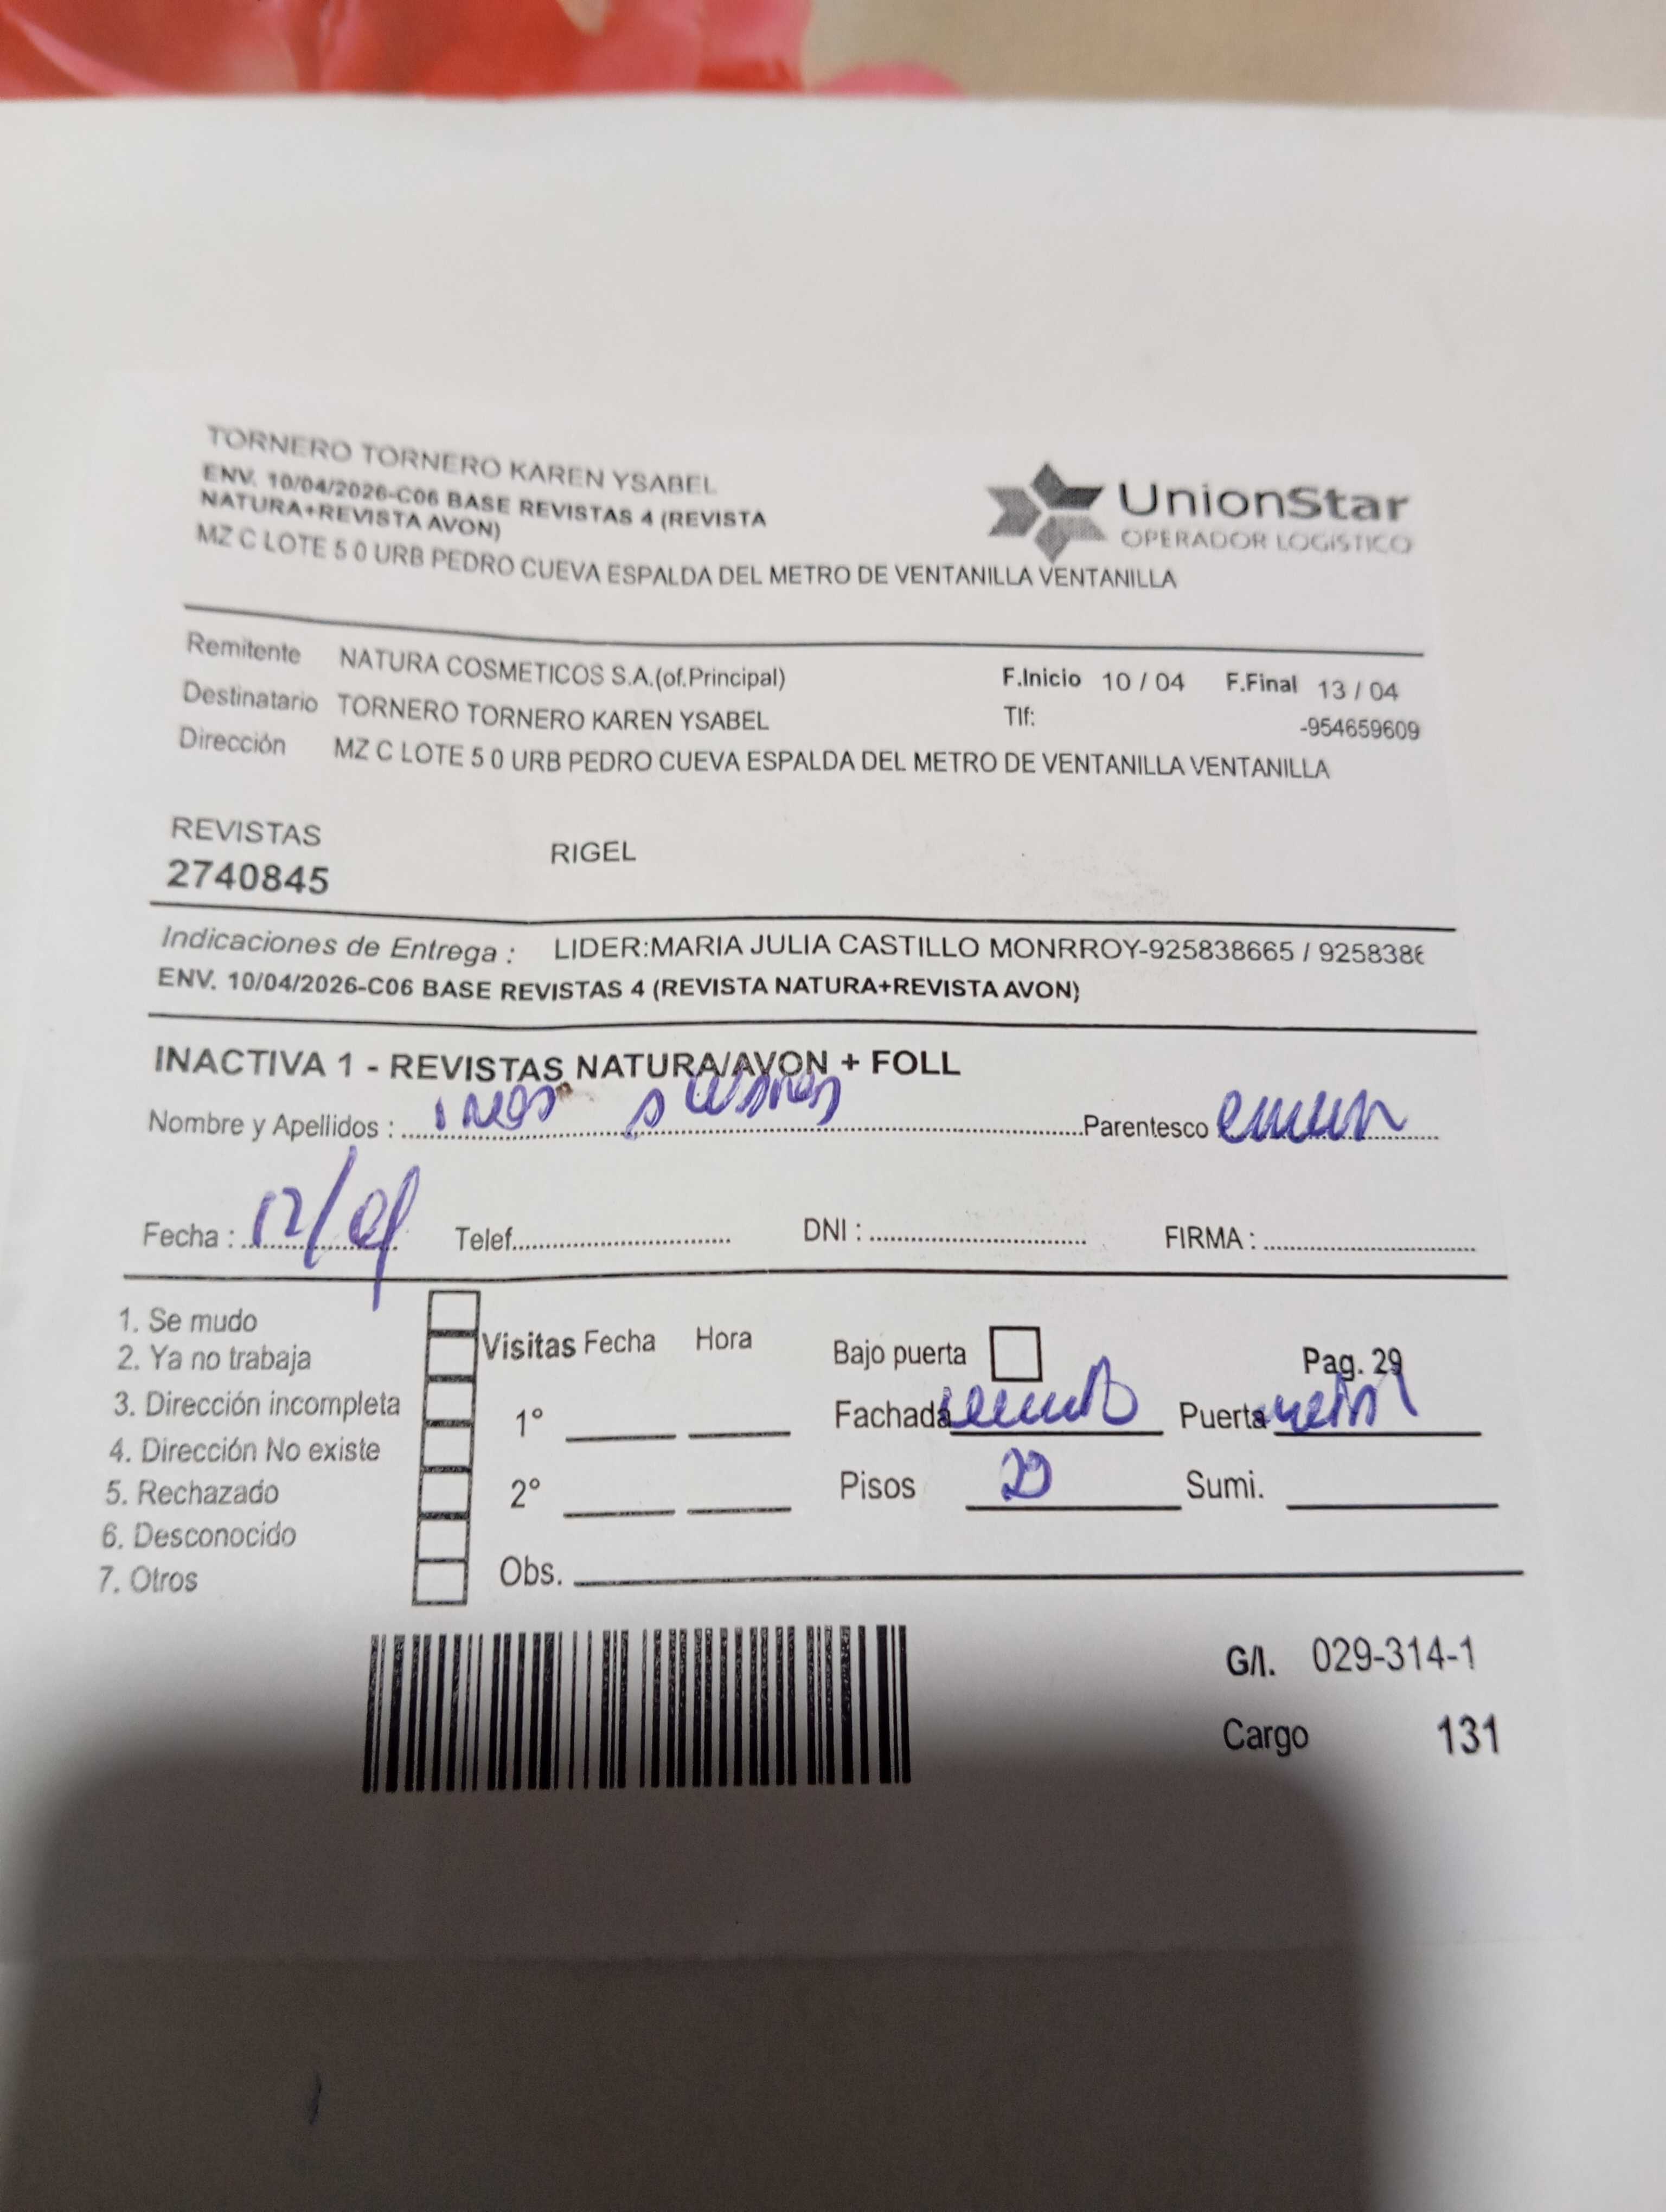 TORNERO TORNERO KAREN YSABEL
ENV. 10/04/2026-C06 BASE REVISTAS 4 (REVISTA
NATURA+REVISTA AVON)
MZ C LOTE 5 0 URB PEDRO CUEVA ESPALDA DEL METRO DE VENTANILLA VENTANILLA
UnionStar
OPERADOR LOGíSTICO
Remitente NATURA COSMETICOS S.A.(of.Principal) F.Inicio 10 / 04 F.Final 13 / 04
Destinatario TORNERO TORNERO KAREN YSABEL Tlf: -954659609
Dirección MZ C LOTE 5 0 URB PEDRO CUEVA ESPALDA DEL METRO DE VENTANILLA VENTANILLA
REVISTAS RIGEL
2740845
Indicaciones de Entrega : LIDER:MARIA JULIA CASTILLO MONRROY-925838665 / 9258386
ENV. 10/04/2026-C06 BASE REVISTAS 4 (REVISTA NATURA+REVISTA AVON)
INACTIVA 1 - REVISTAS NATURA/AVON + FOLL
Nombre y Apellidos : Parentesco
Fecha : 12/04 Telef. DNI : FIRMA :
1. Se mudo
2. Ya no trabaja
3. Dirección incompleta
4. Dirección No existe
5. Rechazado
6. Desconocido
7. Otros
Visitas Fecha Hora
1°
2°
Obs.
Bajo puerta Pag. 29
Fachada Puerta
Pisos Sumi.
G/I. 029-314-1
Cargo 131